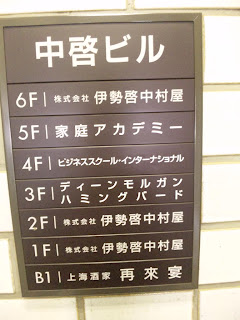 中啓ビル
6F 株式会社 伊勢啓中村屋
5F 家庭アカデミー
4F ビジネススクール・インターナショナル
3F ディーンモルガン
ハミングバード
2F 株式会社 伊勢啓中村屋
1F 株式会社 伊勢啓中村屋
B1 上海酒家 再來宴